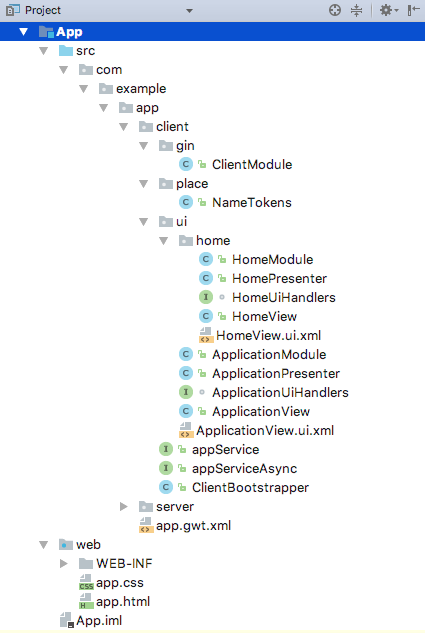 Project
App
src
com
example
app
client
gin
C ClientModule
place
C NameTokens
ui
home
C HomeModule
C HomePresenter
I HomeUiHandlers
C HomeView
HomeView.ui.xml
C ApplicationModule
C ApplicationPresenter
I ApplicationUiHandlers
C ApplicationView
ApplicationView.ui.xml
I appService
I appServiceAsync
C ClientBootstrapper
server
app.gwt.xml
web
WEB-INF
CSS app.css
H app.html
App.iml